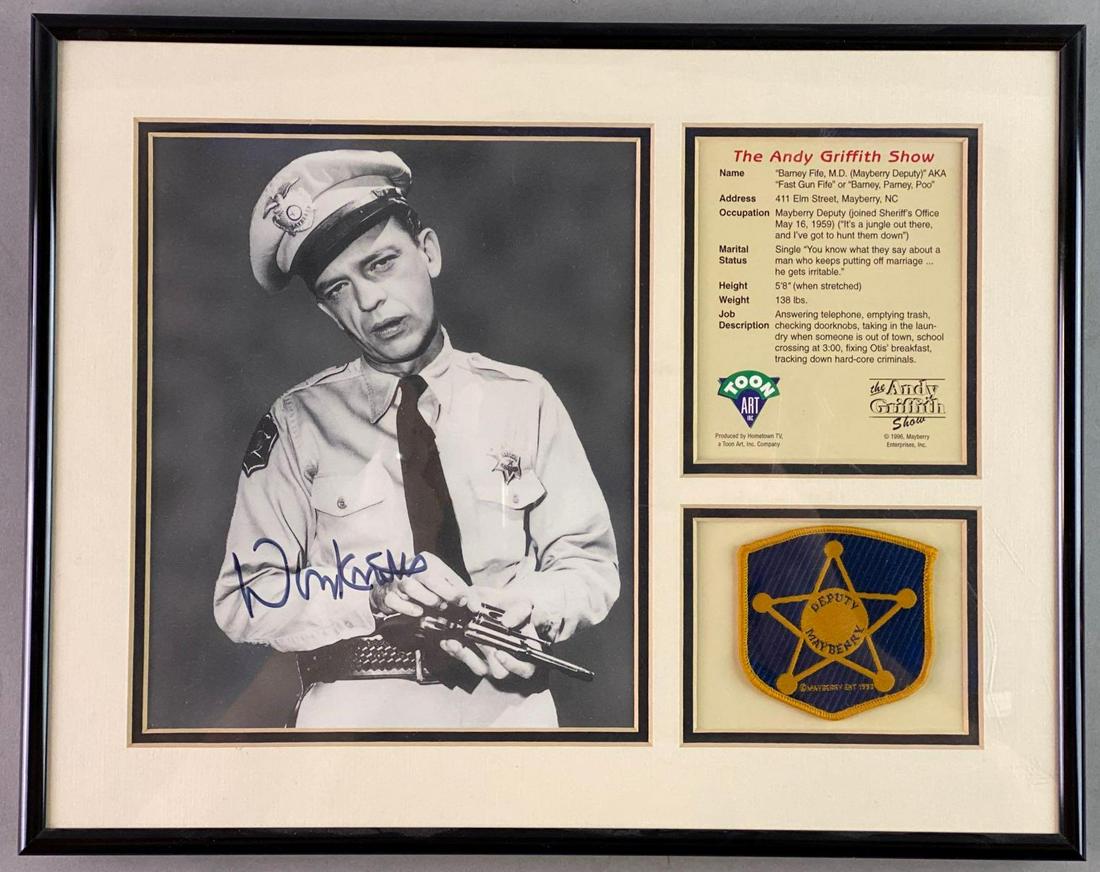 Don Knotts
The Andy Griffith Show
Name "Barney Fife, M.D. (Mayberry Deputy)" AKA
"Fast Gun Fife" or "Barney, Parney, Poo"
Address 411 Elm Street, Mayberry, NC
Occupation Mayberry Deputy (joined Sheriff's Office
May 16, 1959) ("It's a jungle out there,
and I've got to hunt them down")
Marital Single "You know what they say about a
Status man who keeps putting off marriage ...
he gets irritable."
Height 5'8" (when stretched)
Weight 138 lbs.
Job Answering telephone, emptying trash,
Description checking doorknobs, taking in the laun-
dry when someone is out of town, school
crossing at 3:00, fixing Otis' breakfast,
tracking down hard-core criminals.
TOON
ART
INC
Produced by Hometown TV,
a Toon Art, Inc. Company
the Andy
Griffith
Show
© 1996, Mayberry
Enterprises, Inc.
DEPUTY
MAYBERRY
© MAYBERRY ENT 1993